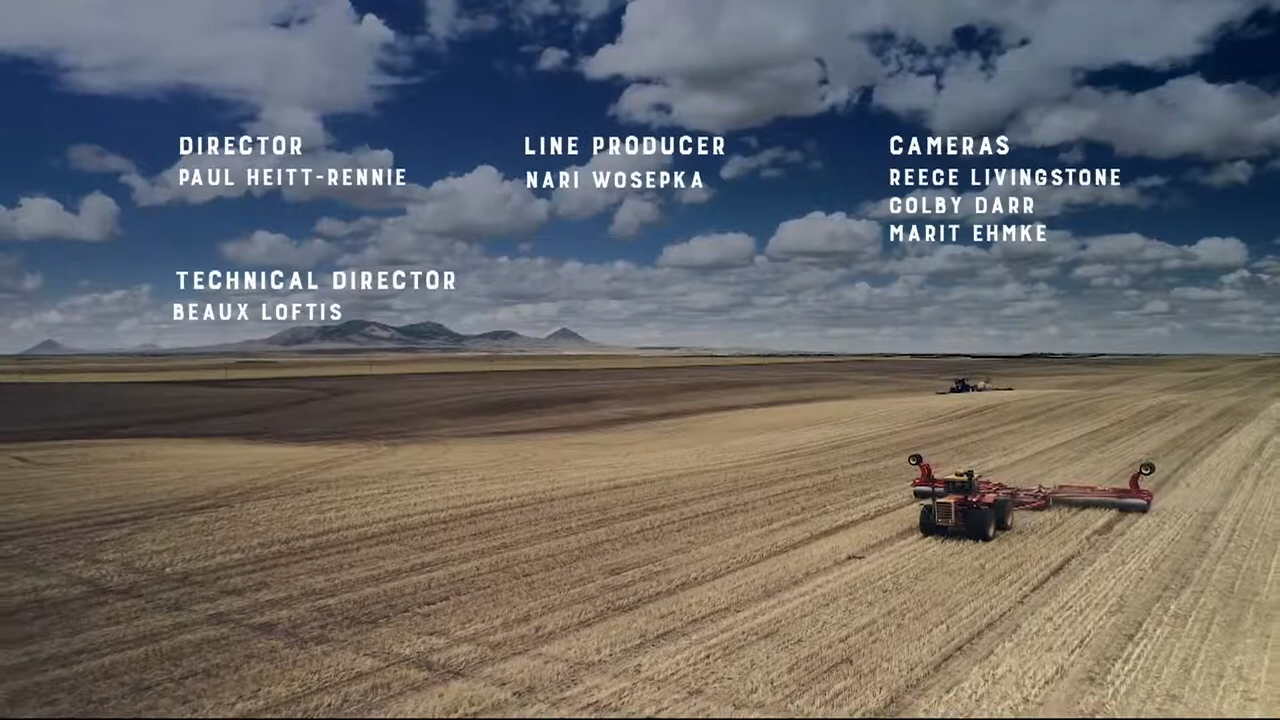 DIRECTOR
PAUL HEITT-RENNIE
TECHNICAL DIRECTOR
BEAUX LOFTIS
LINE PRODUCER
NARI WOSEPKA
CAMERAS
REECE LIVINGSTONE
COLBY DARR
MARIT EHMKE